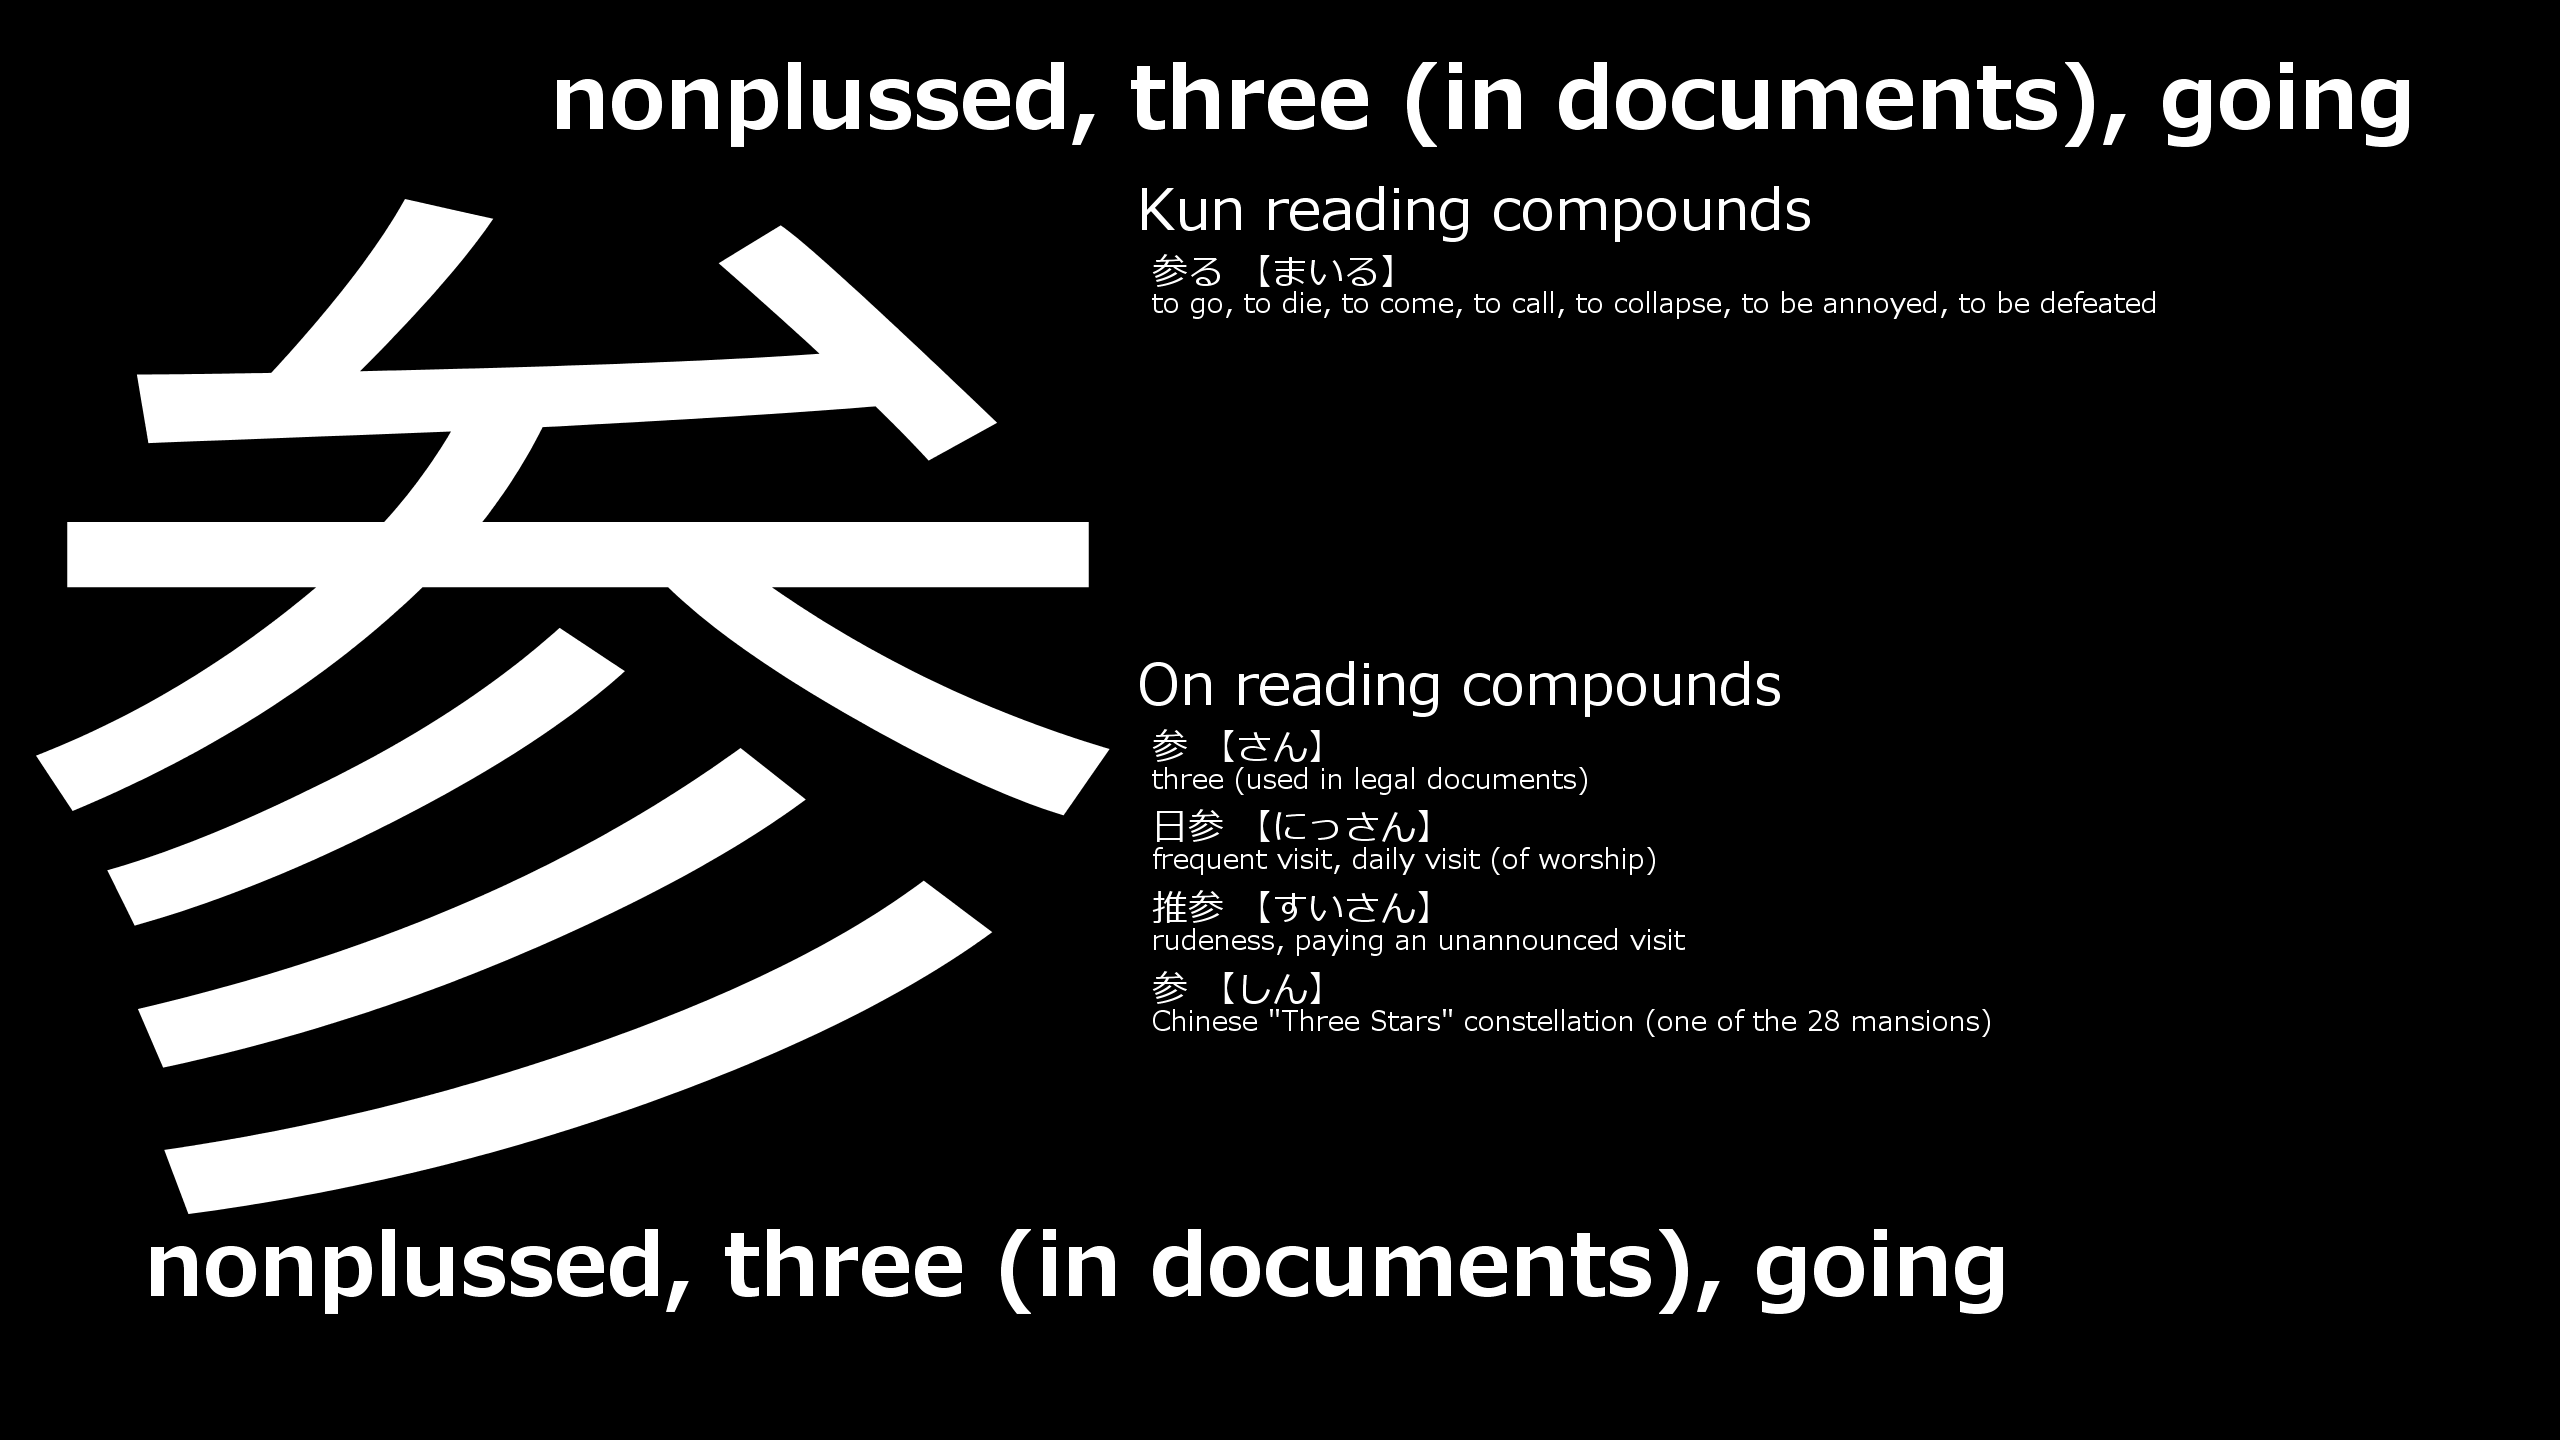 nonplussed, three (in documents), going
参
Kun reading compounds
参る 【まいる】
to go, to die, to come, to call, to collapse, to be annoyed, to be defeated
On reading compounds
参 【さん】
three (used in legal documents)
日参 【にっさん】
frequent visit, daily visit (of worship)
推参 【すいさん】
rudeness, paying an unannounced visit
参 【しん】
Chinese "Three Stars" constellation (one of the 28 mansions)
nonplussed, three (in documents), going